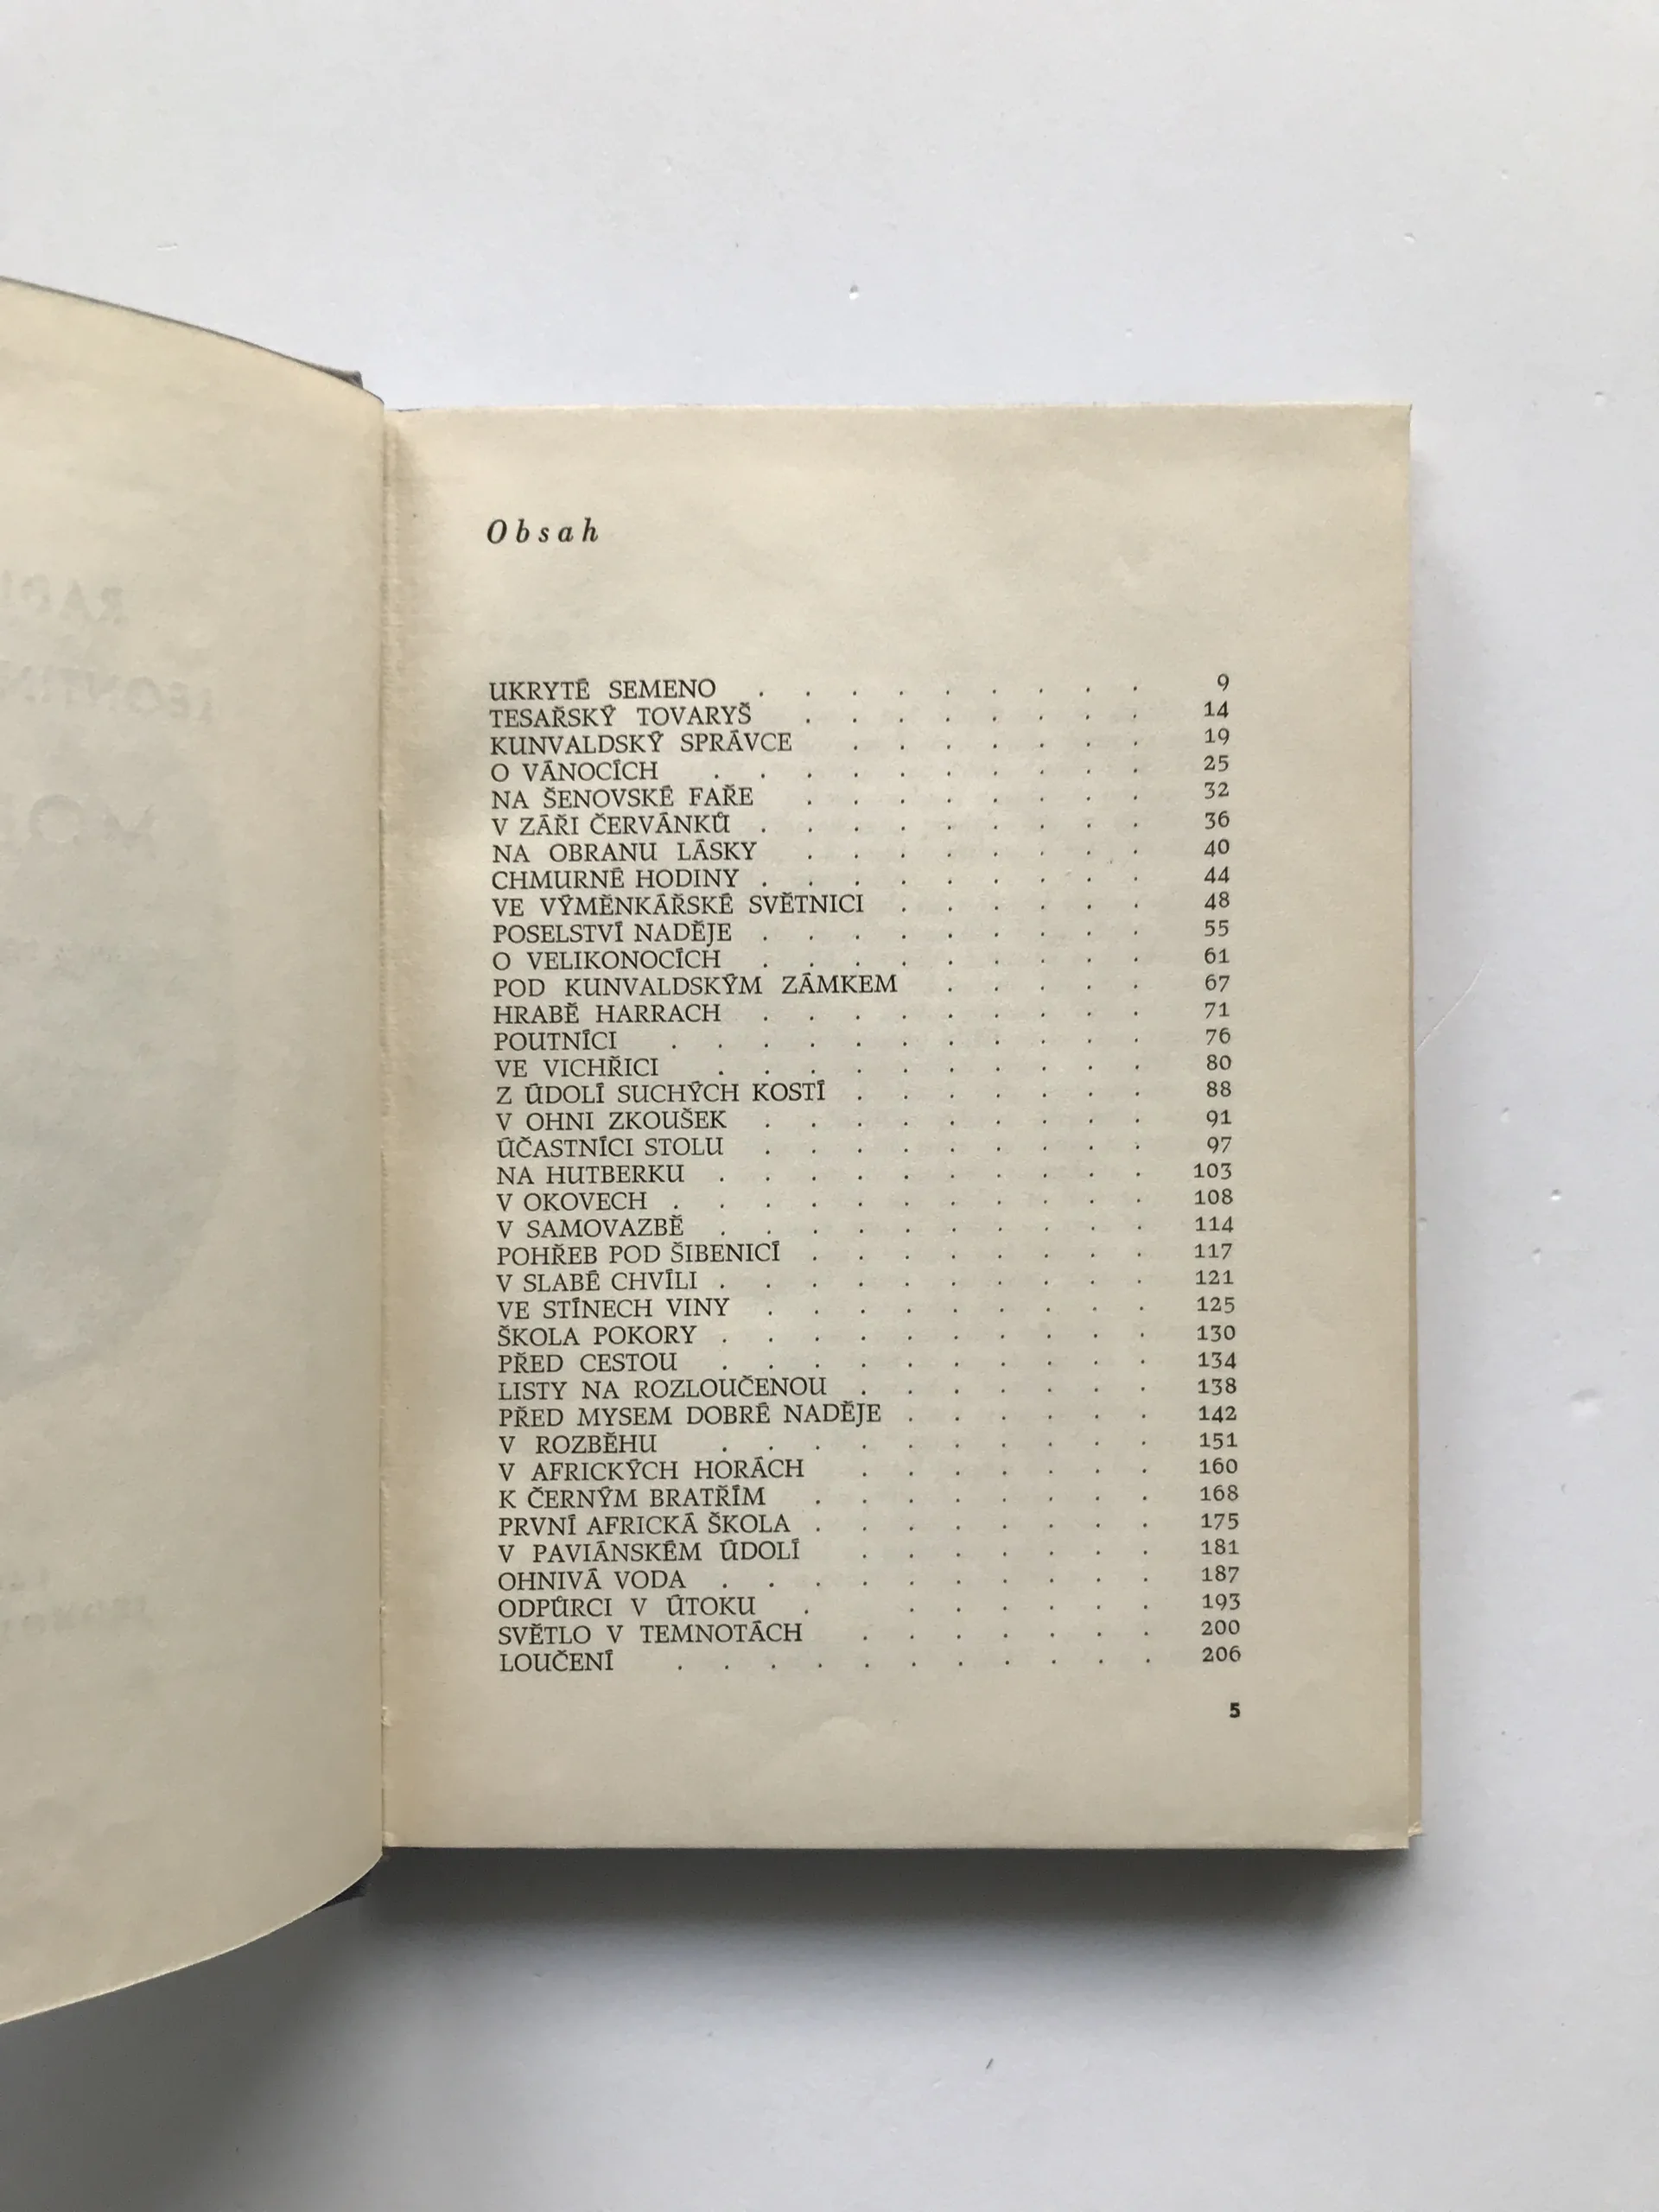 Obsah
UKRYTÉ SEMENO . . . . . . . . . 9
TESAŘSKÝ TOVARYŠ . . . . . . . . 14
KUNVALDSKÝ SPRÁVCE . . . . . . . 19
O VÁNOCÍCH . . . . . . . . . . 25
NA ŠENOVSKÉ FAŘE . . . . . . . . 32
V ZÁŘI ČERVÁNKŮ . . . . . . . . . 36
NA OBRANU LÁSKY . . . . . . . . 40
CHMURNÉ HODINY . . . . . . . . . 44
VE VÝMĚNKÁŘSKÉ SVĚTNICI . . . . . . 48
POSELSTVÍ NADĚJE . . . . . . . . . 55
O VELIKONOCÍCH . . . . . . . . . 61
POD KUNVALDSKÝM ZÁMKEM . . . . . 67
HRABĚ HARRACH . . . . . . . . . 71
POUTNÍCI . . . . . . . . . . . 76
VE VICHŘICI . . . . . . . . . . 80
Z ÚDOLÍ SUCHÝCH KOSTÍ . . . . . . . 88
V OHNI ZKOUŠEK . . . . . . . . . 91
ÚČASTNÍCI STOLU . . . . . . . . . 97
NA HUTBERKU . . . . . . . . . . 103
V OKOVECH . . . . . . . . . . . 108
V SAMOVAZBĚ . . . . . . . . . . 114
POHŘEB POD ŠIBENICÍ . . . . . . . . 117
V SLABÉ CHVÍLI . . . . . . . . . . 121
VE STÍNECH VINY . . . . . . . . . 125
ŠKOLA POKORY . . . . . . . . . . 130
PŘED CESTOU . . . . . . . . . . 134
LISTY NA ROZLOUČENOU . . . . . . . 138
PŘED MYSEM DOBRÉ NADĚJE . . . . . . 142
V ROZBĚHU . . . . . . . . . . 151
V AFRICKÝCH HORÁCH . . . . . . . 160
K ČERNÝM BRATŘÍM . . . . . . . . 168
PRVNÍ AFRICKÁ ŠKOLA . . . . . . . . 175
V PAVIÁNSKÉM ÚDOLÍ . . . . . . . 181
OHNIVÁ VODA . . . . . . . . . . 187
ODPŮRCI V ÚTOKU . . . . . . . 193
SVĚTLO V TEMNOTÁCH . . . . . . . 200
LOUČENÍ . . . . . . . . . . . 206
5